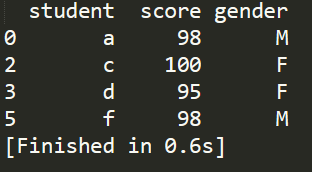 student score gender
0 a 98 M
2 c 100 F
3 d 95 F
5 f 98 M
[Finished in 0.6s]